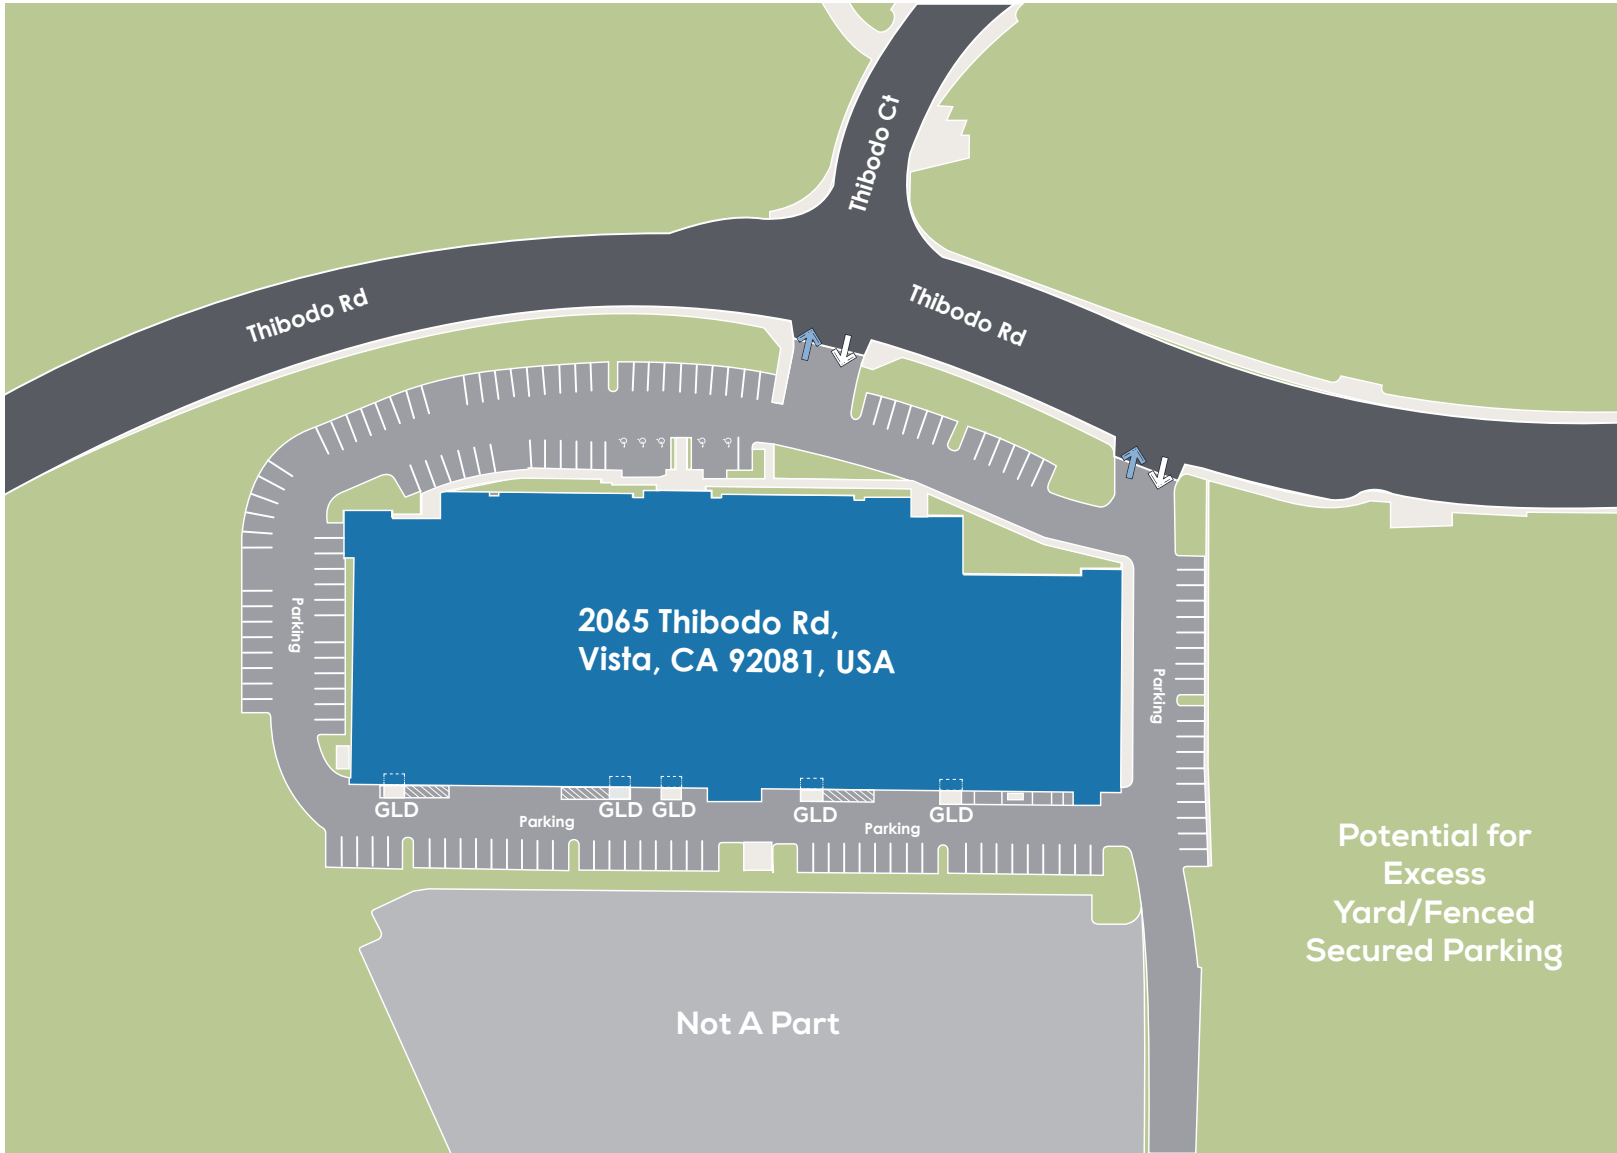 Thibodo Ct
Thibodo Rd
Thibodo Rd
2065 Thibodo Rd,
Vista, CA 92081, USA
Parking
Parking
GLD
GLD
GLD
GLD
GLD
Parking
Parking
Potential for
Excess
Yard/Fenced
Secured Parking
Not A Part